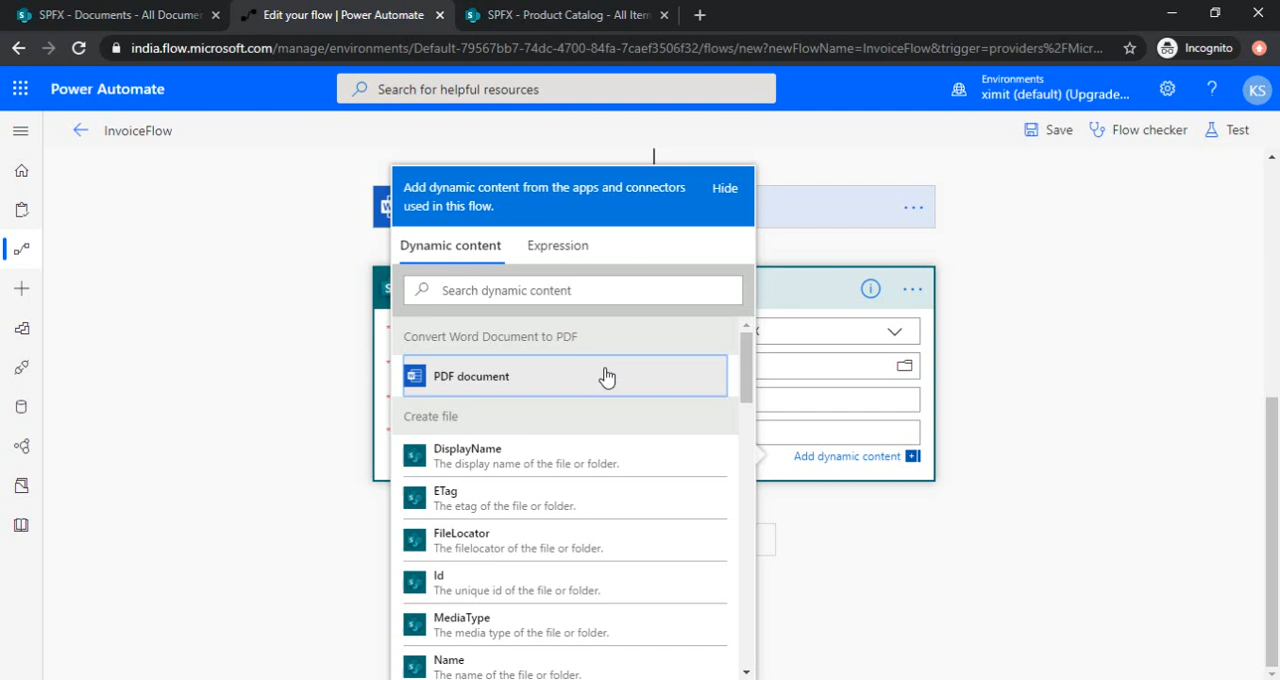 SPFX - Documents - All Documer
Edit your flow | Power Automate
SPFX - Product Catalog - All Item
india.flow.microsoft.com/manage/environments/Default-79567bb7-74dc-4700-84fa-7caef3506f32/flows/new?newFlowName=InvoiceFlow&trigger=providers%2FMicr...
Incognito
Power Automate
Search for helpful resources
Environments
ximit (default) (Upgrade...
KS
InvoiceFlow
Save
Flow checker
Test
Add dynamic content from the apps and connectors
used in this flow.
Hide
Dynamic content
Expression
Search dynamic content
Convert Word Document to PDF
PDF document
Create file
DisplayName
The display name of the file or folder.
Add dynamic content
ETag
The etag of the file or folder.
FileLocator
The filelocator of the file or folder.
Id
The unique id of the file or folder.
MediaType
The media type of the file or folder.
Name
The name of the file or folder.